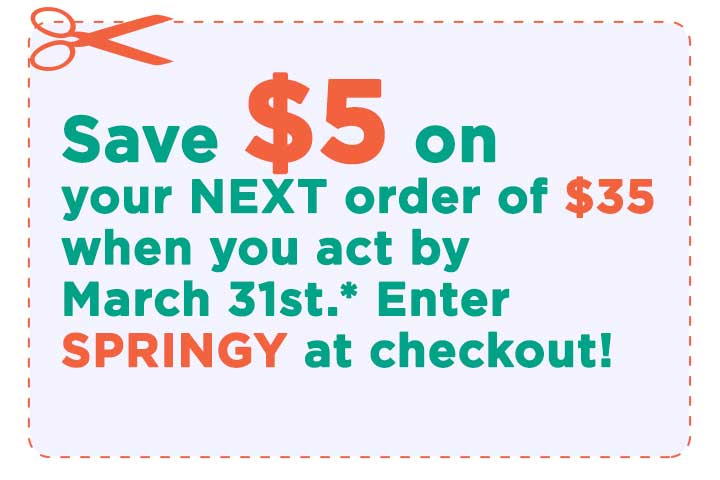 Save $5 on
your NEXT order of $35
when you act by
March 31st.* Enter
SPRINGY at checkout!